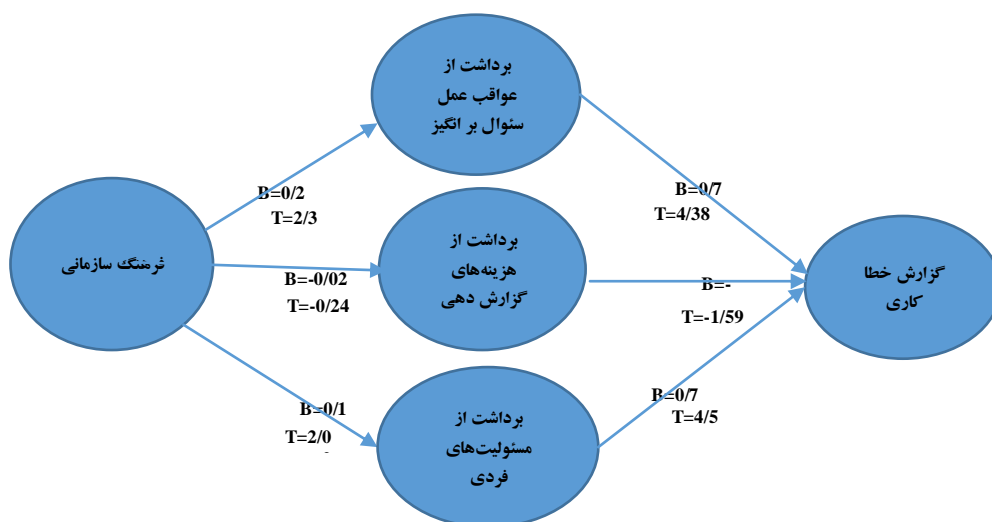 برداشت از
عواقب عمل
سئوال بر انگیز
B=0/2
T=2/3
B=0/7
T=4/38
فرهنگ سازمانی
برداشت از
هزینه‌های
گزارش دهی
B=-0/02
T=-0/24
B=-
T=-1/59
گزارش خطا
کاری
برداشت از
مسئولیت‌های
فردی
B=0/1
T=2/0
B=0/7
T=4/5